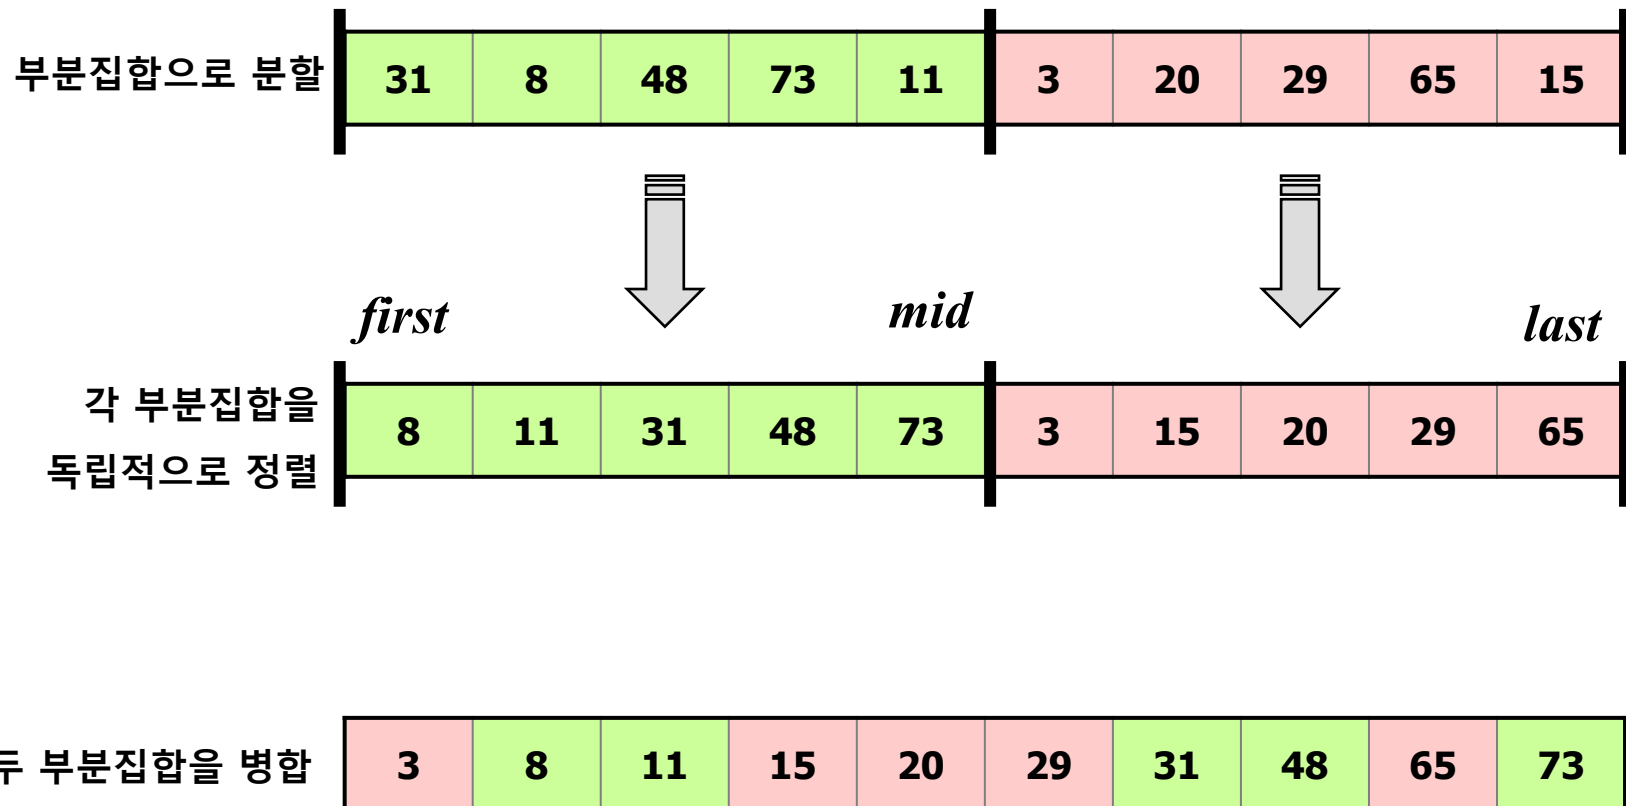 부분집합으로 분할 31 8 48 73 11 3 20 29 65 15
first mid last
각 부분집합을
독립적으로 정렬
8 11 31 48 73 3 15 20 29 65
두 부분집합을 병합 3 8 11 15 20 29 31 48 65 73